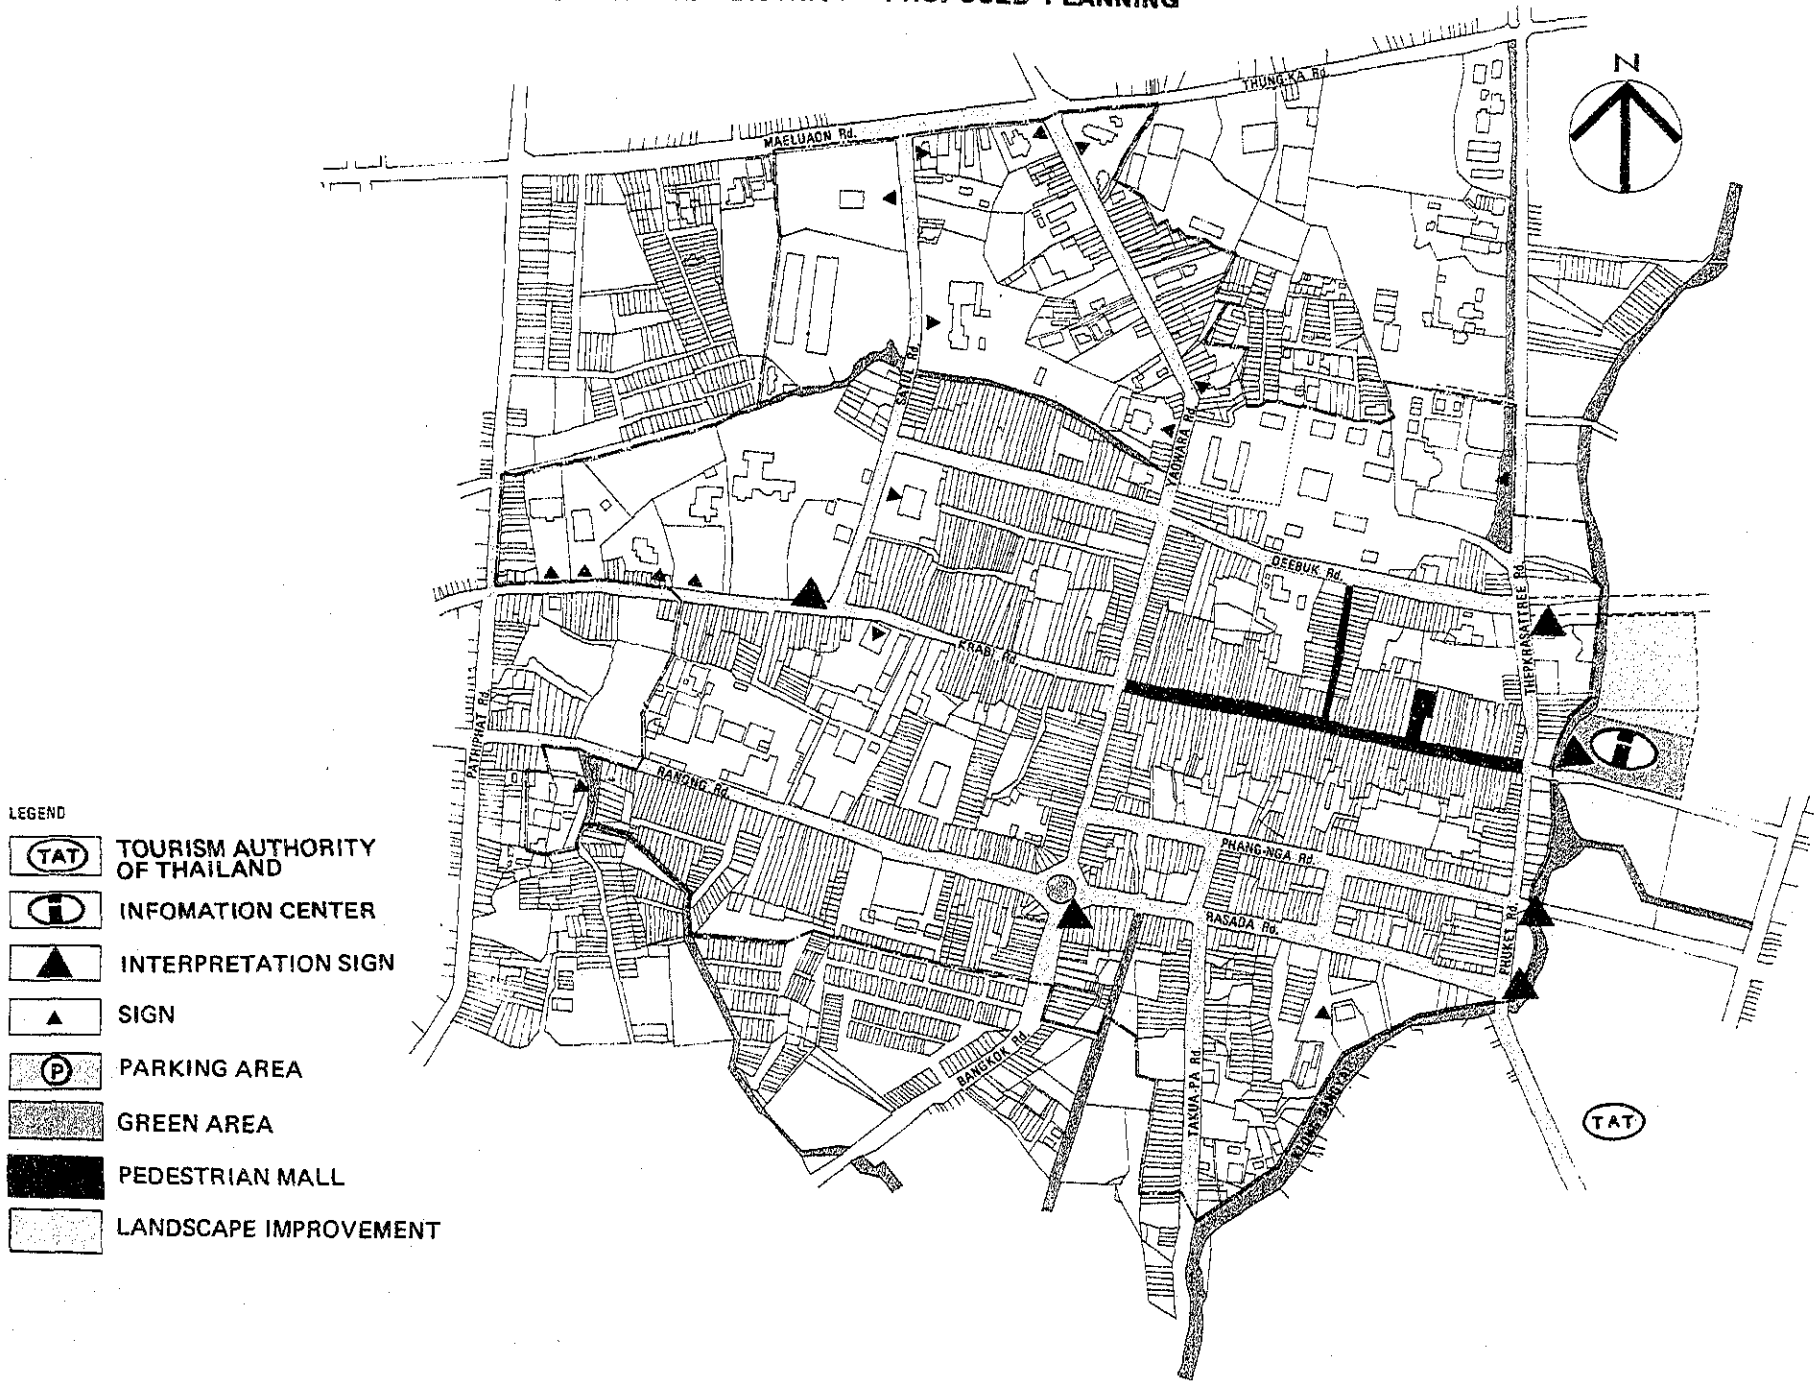 PROPOSED PLANNING
N
THUNG-KA Rd.
MAELUAON Rd.
YAOWARA Rd.
DEEBUK Rd.
THEPKRASATTREE Rd.
KRABI Rd.
PATHIPHAT Rd.
RANONG Rd.
PHANG-NGA Rd.
RASADA Rd.
PHUKET Rd.
BANGKOK Rd.
TAKUA-PA Rd.
TAT
LEGEND
TAT TOURISM AUTHORITY
OF THAILAND
i INFOMATION CENTER
INTERPRETATION SIGN
SIGN
P PARKING AREA
GREEN AREA
PEDESTRIAN MALL
LANDSCAPE IMPROVEMENT